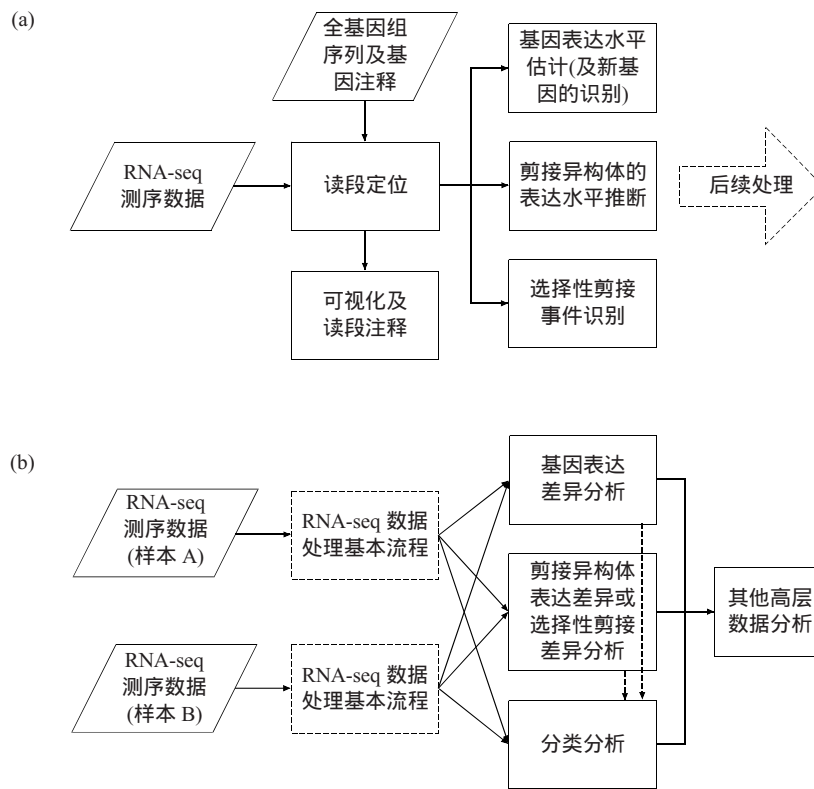 (a)
全基因组
序列及基
因注释
基因表达水平
估计(及新基
因的识别)
RNA-seq
测序数据
读段定位
剪接异构体的
表达水平推断
后续处理
可视化及
读段注释
选择性剪接
事件识别
(b)
基因表达
差异分析
RNA-seq
测序数据
(样本 A)
RNA-seq 数据
处理基本流程
剪接异构体
表达差异或
选择性剪接
差异分析
其他高层
数据分析
RNA-seq
测序数据
(样本 B)
RNA-seq 数据
处理基本流程
分类分析